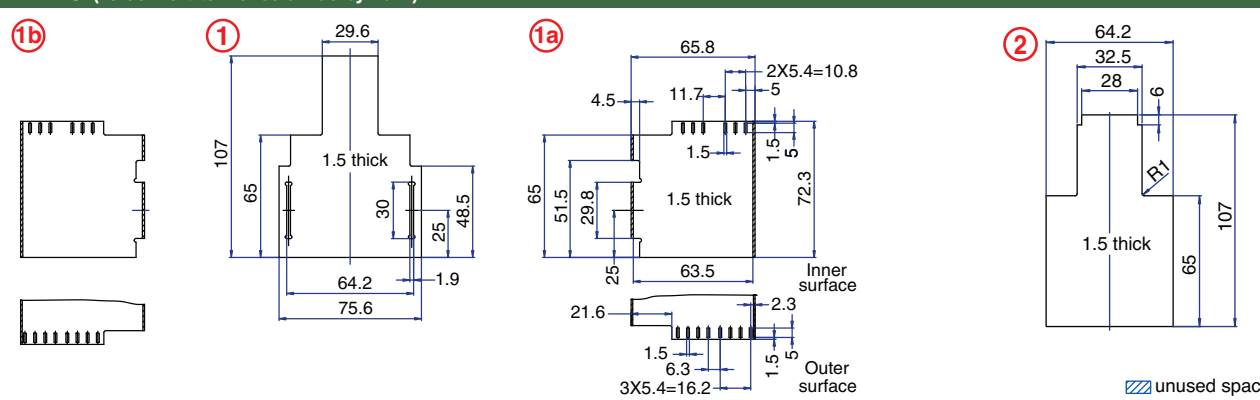 1b
1
29.6
107
65
1.5 thick
30
25
48.5
64.2
1.9
75.6
1a
65.8
2X5.4=10.8
4.5
11.7
5
1.5
1.5
5
65
51.5
29.8
25
1.5 thick
72.3
63.5
Inner
surface
21.6
2.3
1.5
6.3
3X5.4=16.2
1.5
5
Outer
surface
2
64.2
32.5
28
6
R1
1.5 thick
65
107
unused spac